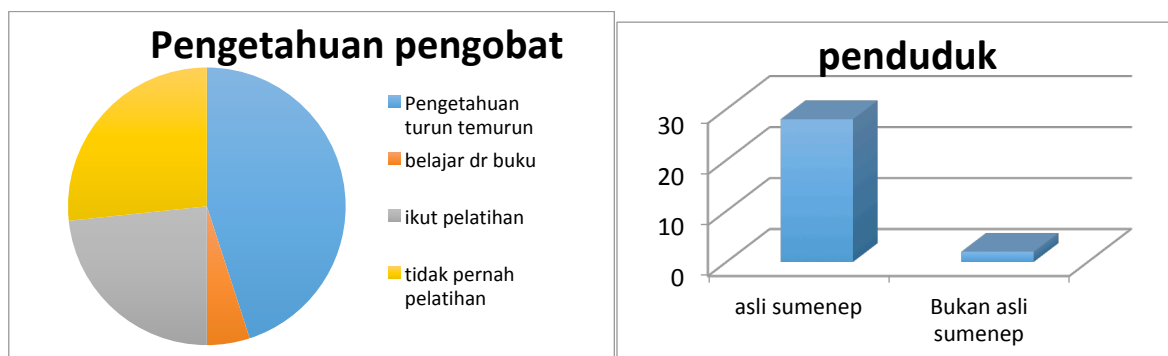 Pengetahuan pengobat
Pengetahuan
turun temurun
belajar dr buku
ikut pelatihan
tidak pernah
pelatihan
penduduk
30
20
10
0
asli sumenep
Bukan asli
sumenep